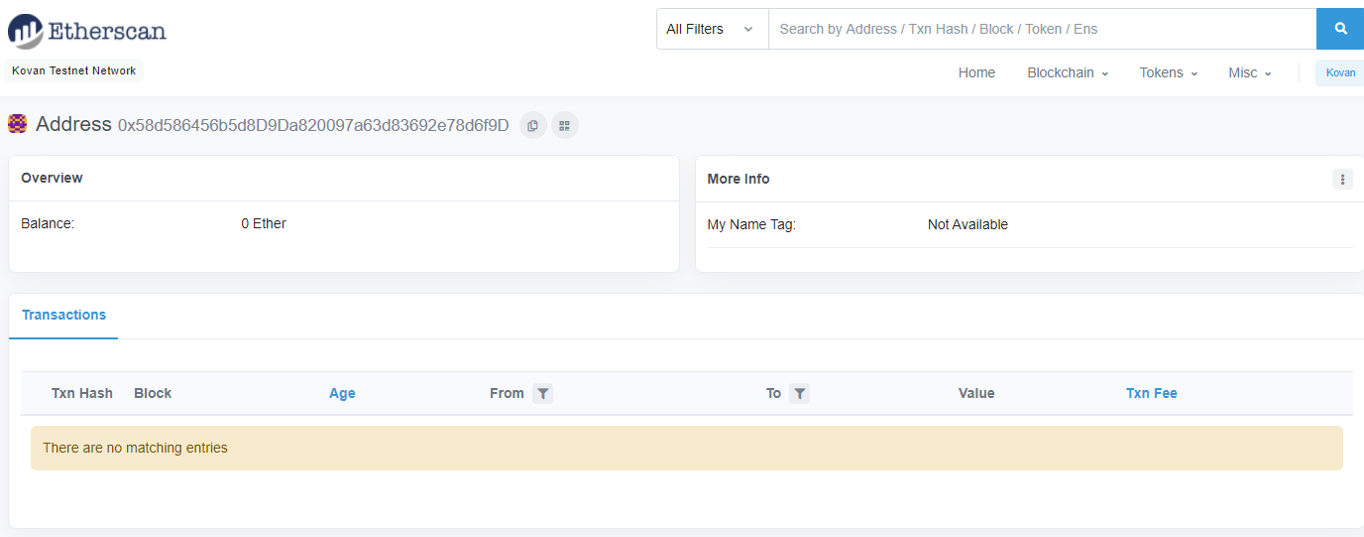 Etherscan
All Filters Search by Address / Txn Hash / Block / Token / Ens
Kovan Testnet Network
Home Blockchain Tokens Misc Kovan
Address 0x58d586456b5d8D9Da820097a63d83692e78d6f9D
Overview
Balance: 0 Ether
More Info
My Name Tag: Not Available
Transactions
Txn Hash Block Age From To Value Txn Fee
There are no matching entries